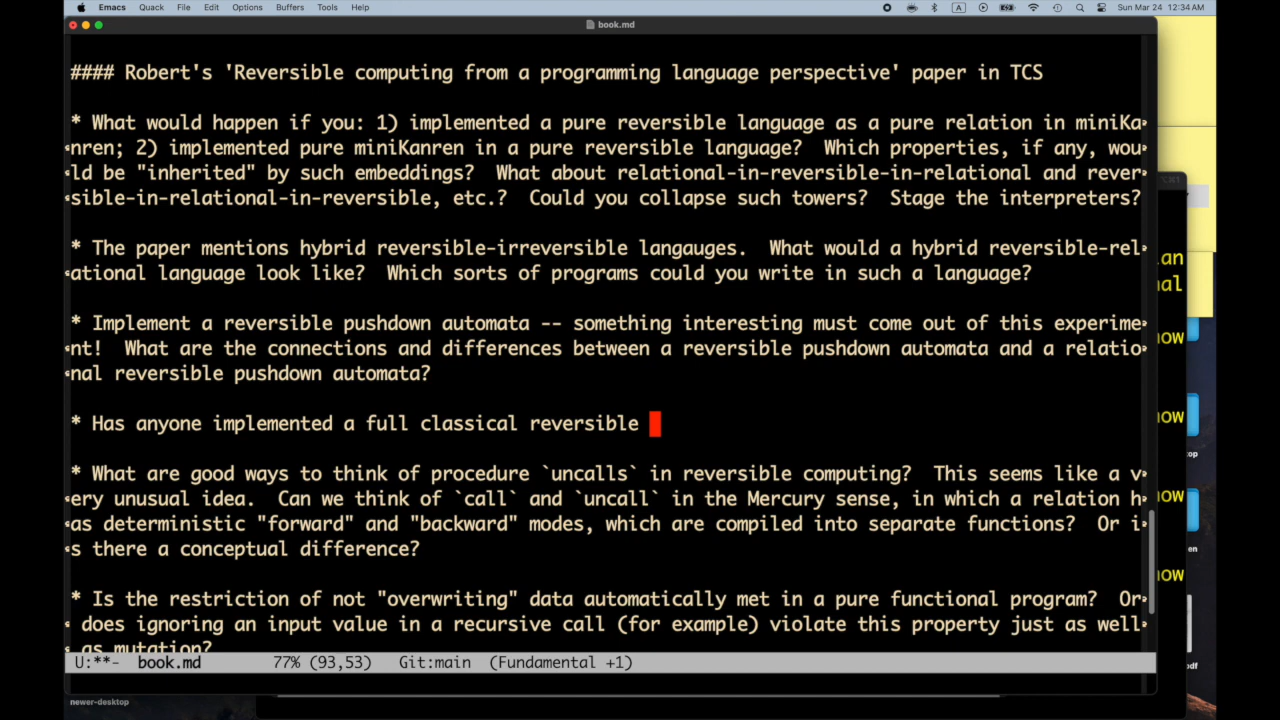 Emacs Quack File Edit Options Buffers Tools Help Sun Mar 24 12:34 AM
book.md
#### Robert's 'Reversible computing from a programming language perspective' paper in TCS
* What would happen if you: 1) implemented a pure reversible language as a pure relation in miniKa
nren; 2) implemented pure miniKanren in a pure reversible language?  Which properties, if any, wou
ld be "inherited" by such embeddings?  What about relational-in-reversible-in-relational and rever
sible-in-relational-in-reversible, etc.?  Could you collapse such towers?  Stage the interpreters?
* The paper mentions hybrid reversible-irreversible langauges.  What would a hybrid reversible-rel
ational language look like?  Which sorts of programs could you write in such a language?
* Implement a reversible pushdown automata -- something interesting must come out of this experime
nt!  What are the connections and differences between a reversible pushdown automata and a relatio
nal reversible pushdown automata?
* Has anyone implemented a full classical reversible
* What are good ways to think of procedure `uncalls` in reversible computing?  This seems like a v
ery unusual idea.  Can we think of `call` and `uncall` in the Mercury sense, in which a relation h
as deterministic "forward" and "backward" modes, which are compiled into separate functions?  Or i
s there a conceptual difference?
* Is the restriction of not "overwriting" data automatically met in a pure functional program?  Or
does ignoring an input value in a recursive call (for example) violate this property just as well
as mutation?
U:**-  book.md  77% (93,53)  Git:main  (Fundamental +1)
newer-desktop